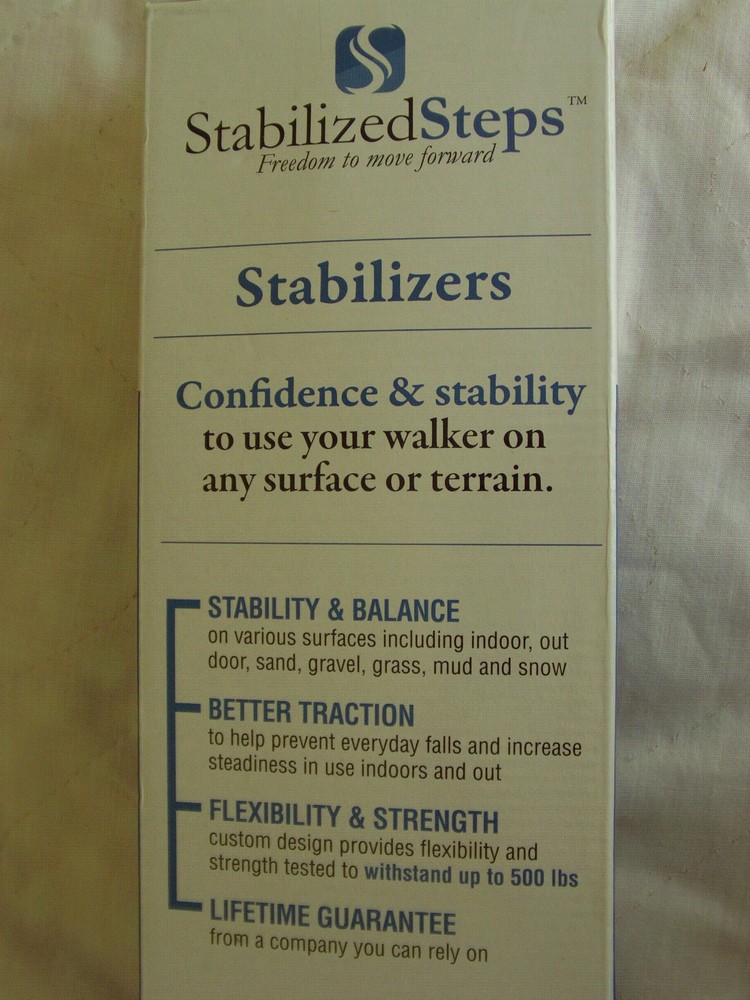 StabilizedSteps™
Freedom to move forward
Stabilizers
Confidence & stability
to use your walker on
any surface or terrain.
STABILITY & BALANCE
on various surfaces including indoor, out
door, sand, gravel, grass, mud and snow
BETTER TRACTION
to help prevent everyday falls and increase
steadiness in use indoors and out
FLEXIBILITY & STRENGTH
custom design provides flexibility and
strength tested to withstand up to 500 lbs
LIFETIME GUARANTEE
from a company you can rely on